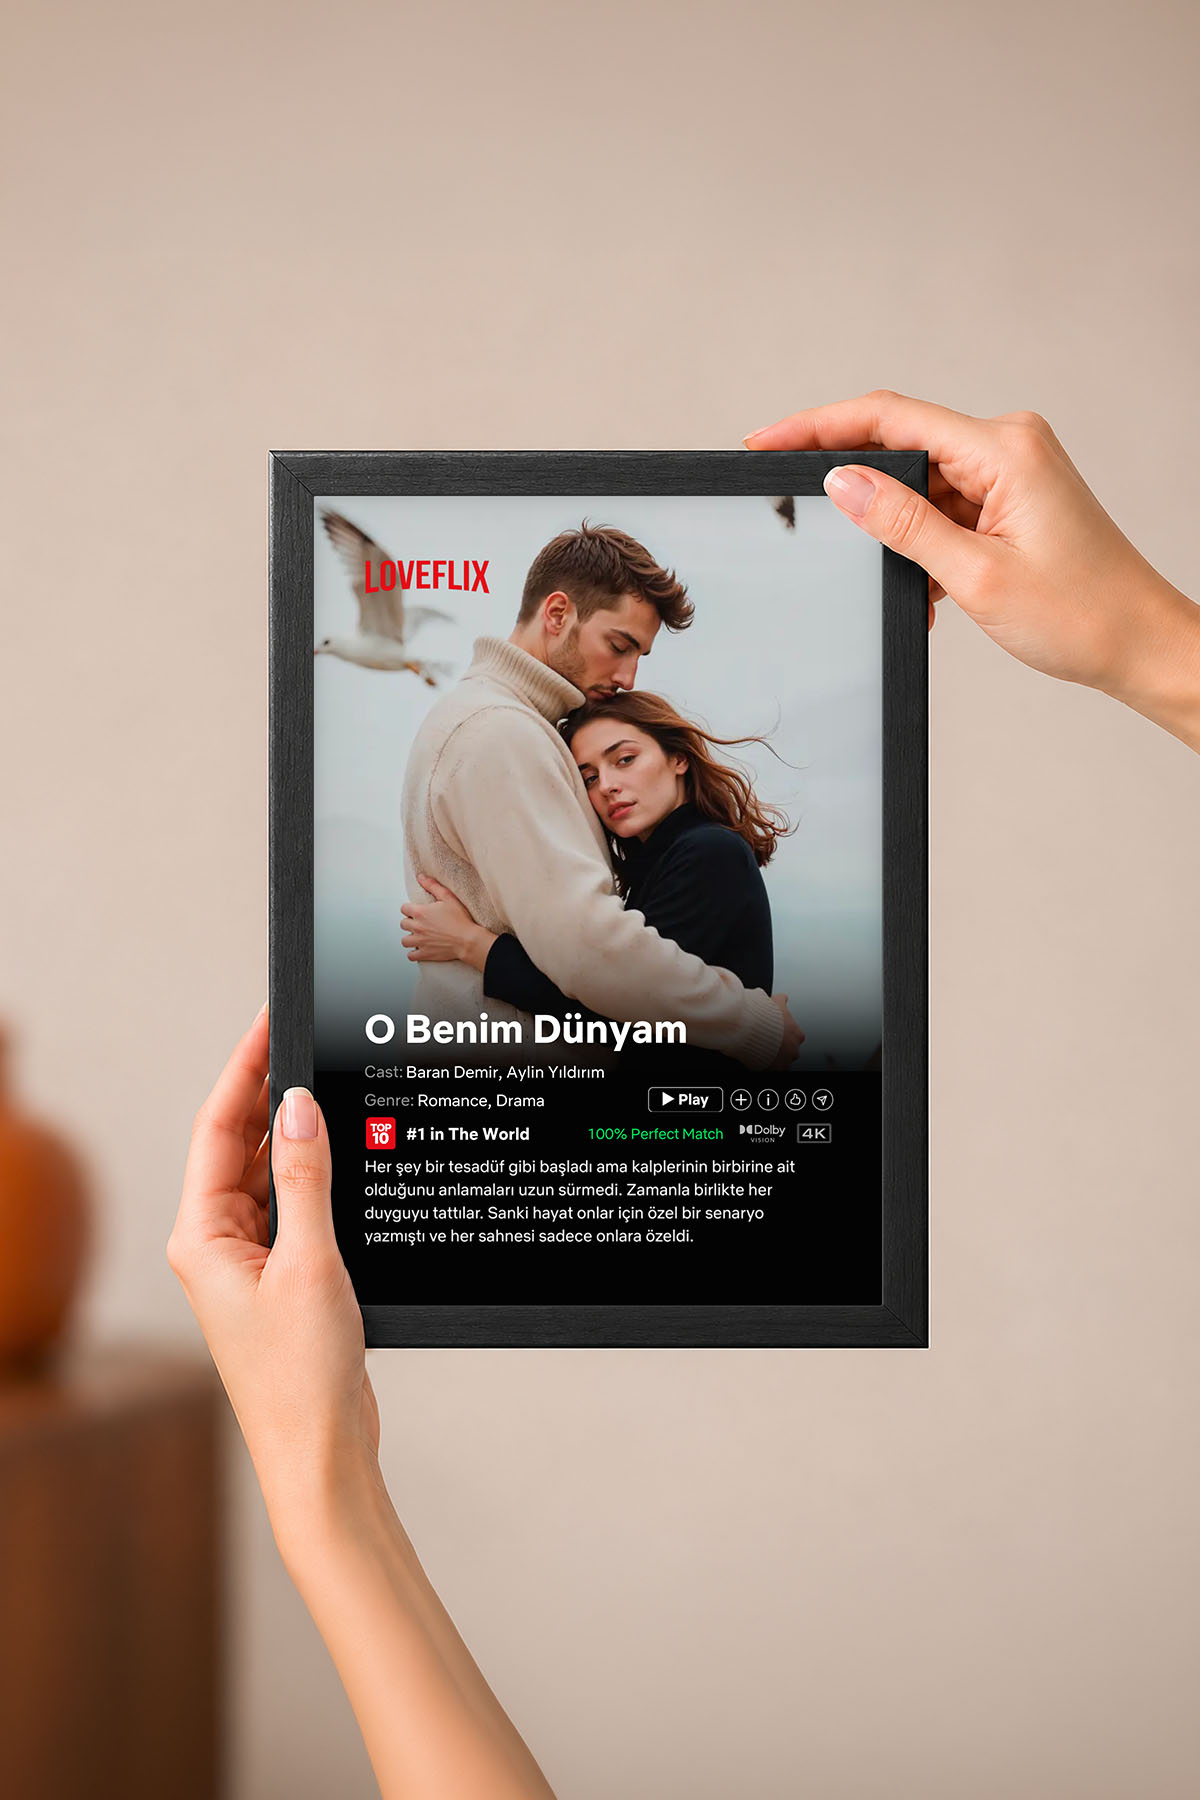 LOVEFLIX
O Benim Dünyam
Cast: Baran Demir, Aylin Yıldırım
Genre: Romance, Drama
Play
TOP 10
#1 in The World
100% Perfect Match
Dolby VISION
4K
Her şey bir tesadüf gibi başladı ama kalplerinin birbirine ait
olduğunu anlamaları uzun sürmedi. Zamanla birlikte her
duyguyu tattılar. Sanki hayat onlar için özel bir senaryo
yazmıştı ve her sahnesi sadece onlara özeldi.